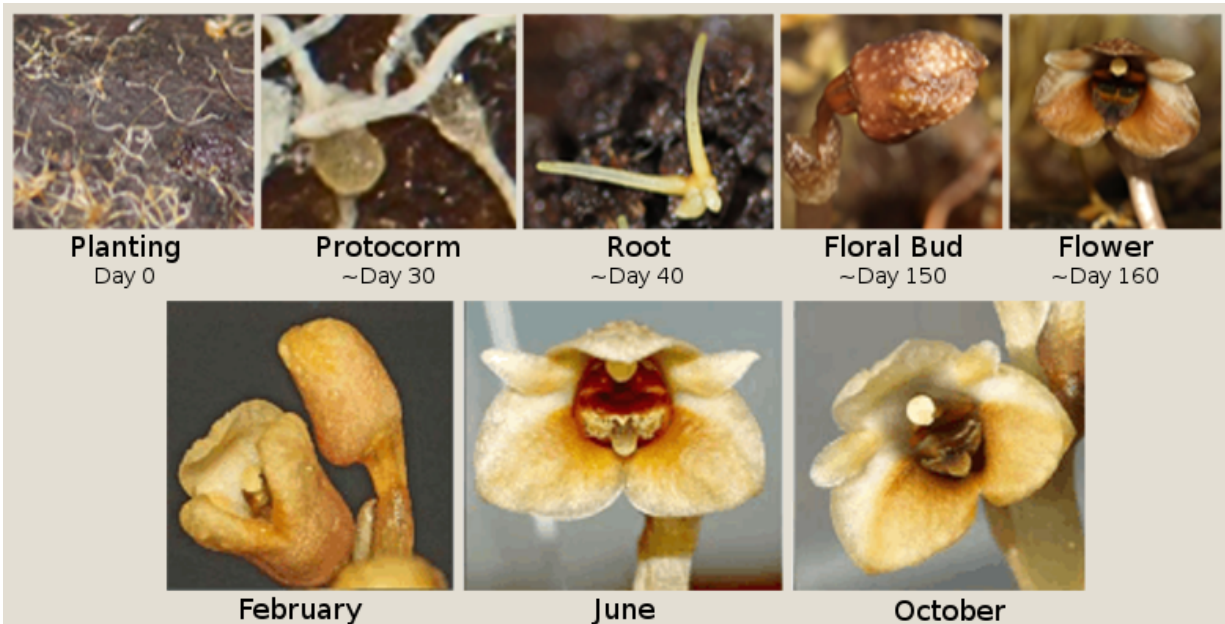 Planting
Day 0
Protocorm
~Day 30
Root
~Day 40
Floral Bud
~Day 150
Flower
~Day 160
February
June
October